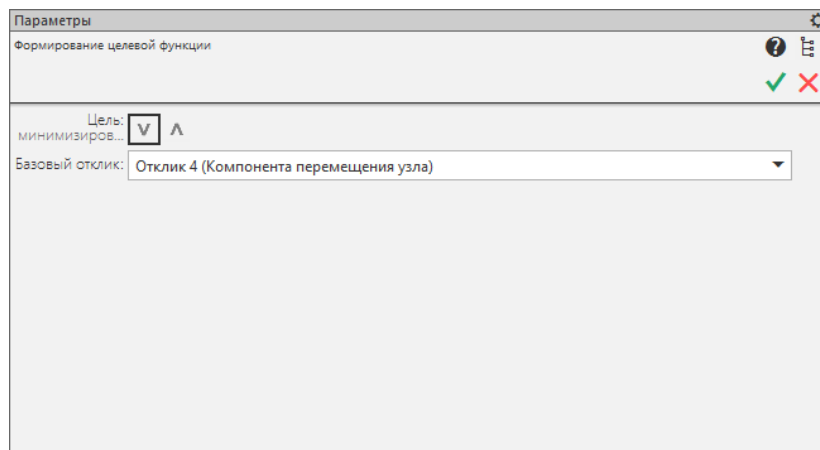 Параметры
Формирование целевой функции
Цель:
минимизиров...
Базовый отклик:
Отклик 4 (Компонента перемещения узла)